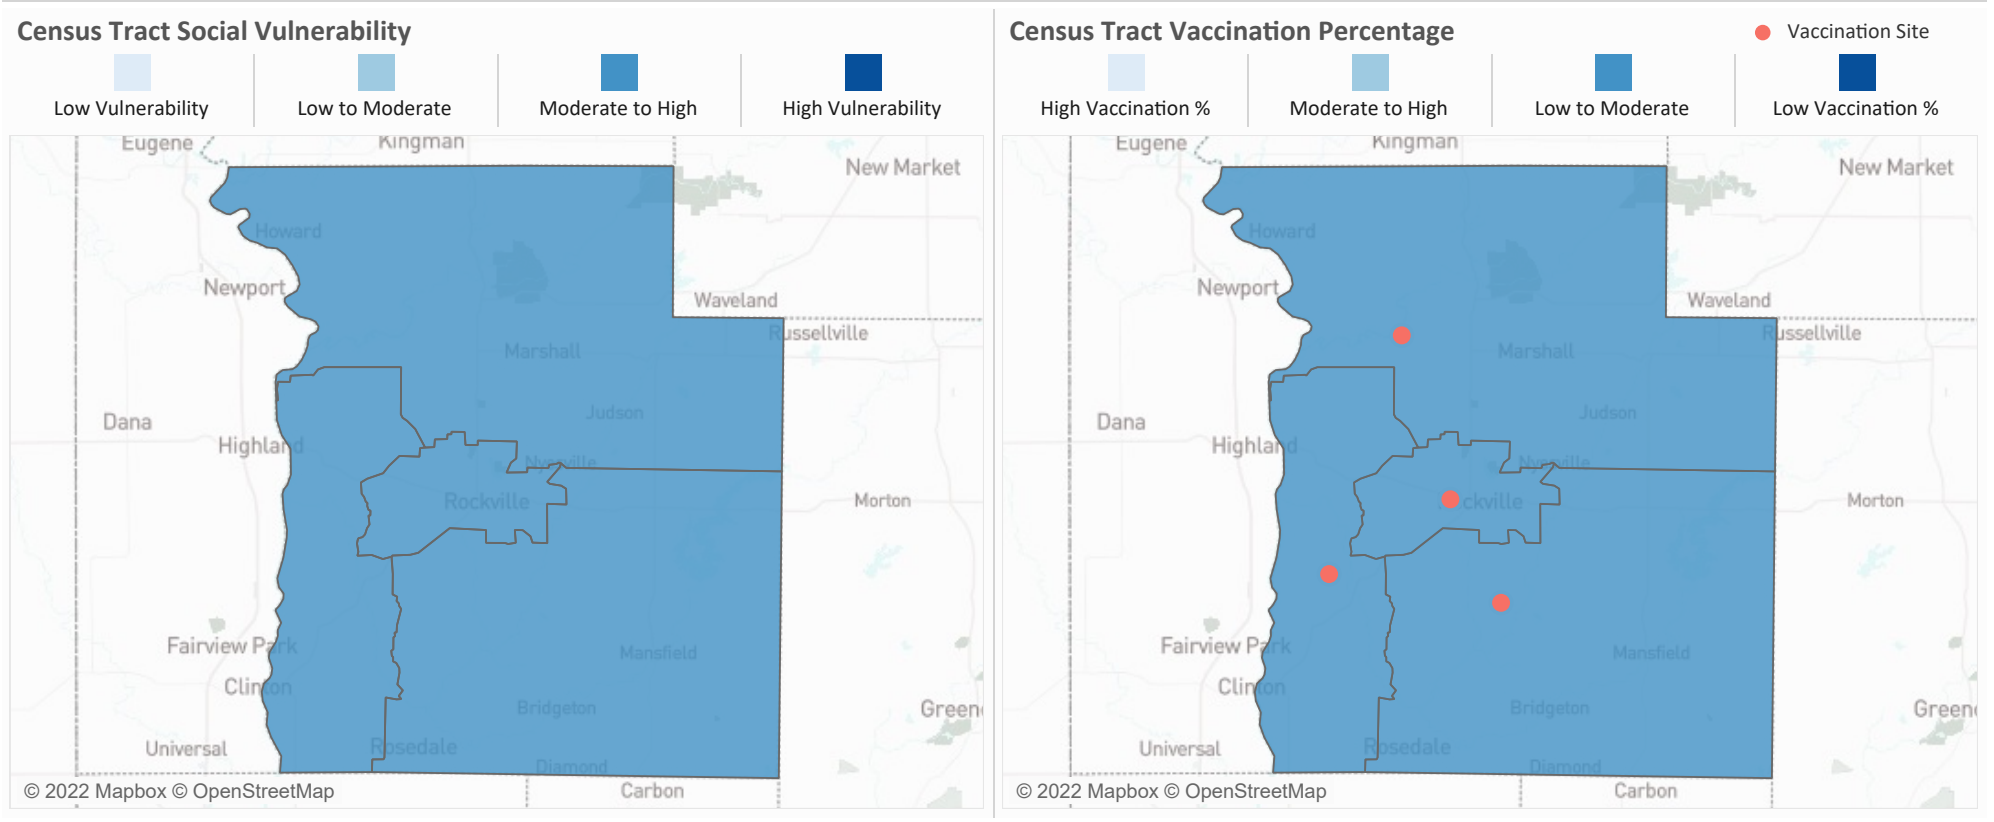 Census Tract Social Vulnerability
Low Vulnerability
Low to Moderate
Moderate to High
High Vulnerability
Eugene
Kingman
New Market
Howard
Newport
Waveland
Russellville
Marshall
Judson
Dana
Highland
Nyesville
Rockville
Morton
Fairview Park
Mansfield
Clinton
Bridgeton
Green
Universal
Rosedale
Diamond
Carbon
© 2022 Mapbox © OpenStreetMap
Census Tract Vaccination Percentage
Vaccination Site
High Vaccination %
Moderate to High
Low to Moderate
Low Vaccination %
Eugene
Kingman
New Market
Howard
Newport
Waveland
Russellville
Marshall
Judson
Dana
Highland
Nyesville
ckville
Morton
Fairview Park
Mansfield
Clinton
Bridgeton
Green
Universal
Rosedale
Diamond
Carbon
© 2022 Mapbox © OpenStreetMap